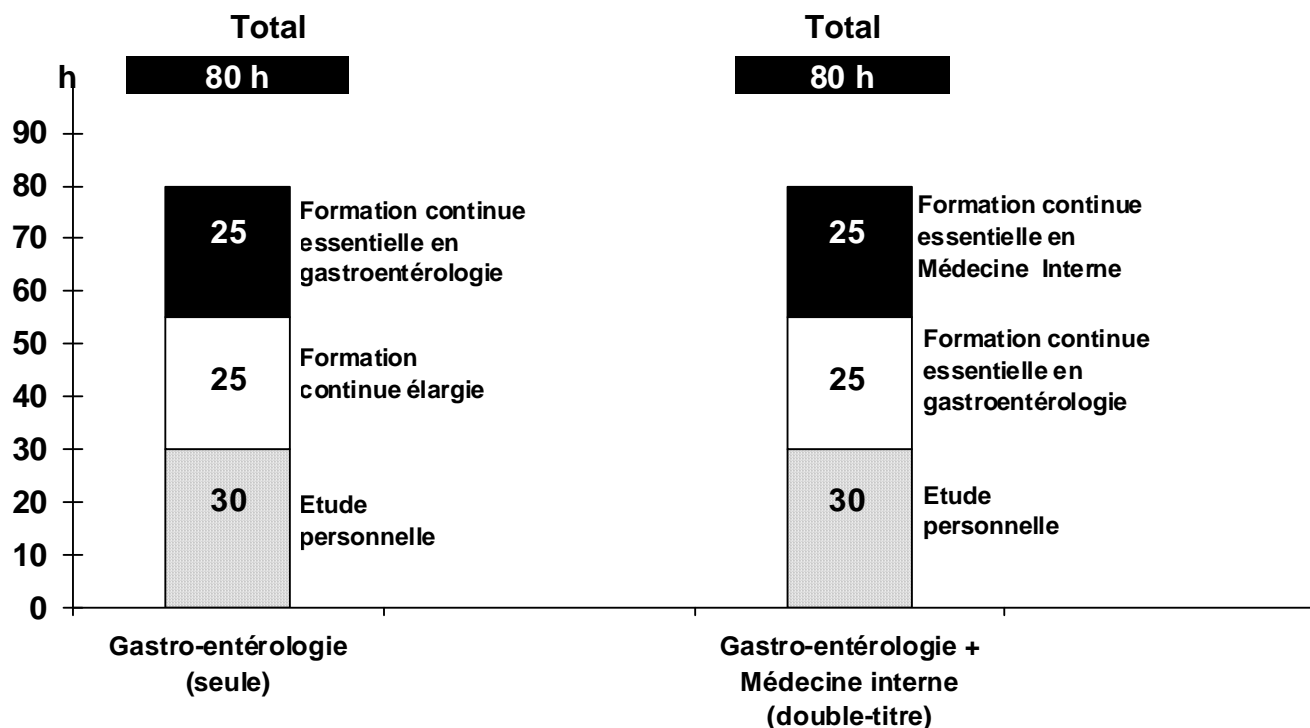 Total
Total
h
80 h
80 h
90
80
70
60
50
40
30
20
10
0
25
Formation continue
essentielle en
gastroentérologie
25
Formation
continue élargie
30
Etude
personnelle
25
Formation continue
essentielle en
Médecine Interne
25
Formation continue
essentielle en
gastroentérologie
30
Etude
personnelle
Gastro-entérologie
(seule)
Gastro-entérologie +
Médecine interne
(double-titre)